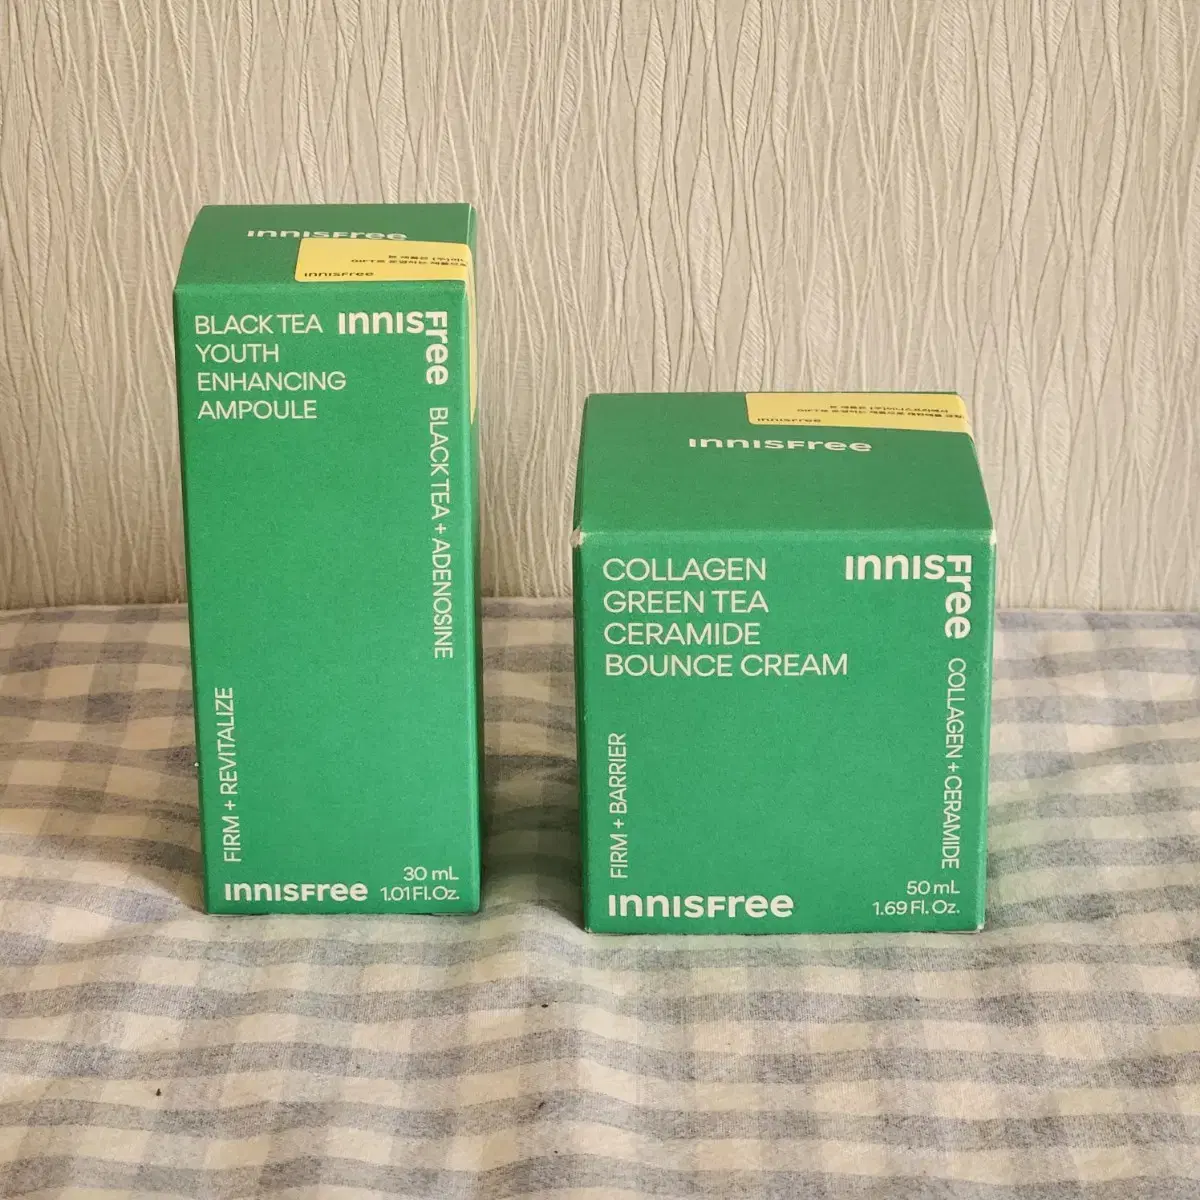 INNISFree
INNISFree
BLACK TEA
YOUTH
ENHANCING
AMPOULE
INNISFree
BLACK TEA + ADENOSINE
FIRM + REVITALIZE
INNISFree
30 mL
1.01 Fl. Oz.
INNISFree
INNISFree
COLLAGEN
GREEN TEA
CERAMIDE
BOUNCE CREAM
INNISFree
COLLAGEN + CERAMIDE
FIRM + BARRIER
INNISFree
50 mL
1.69 Fl. Oz.